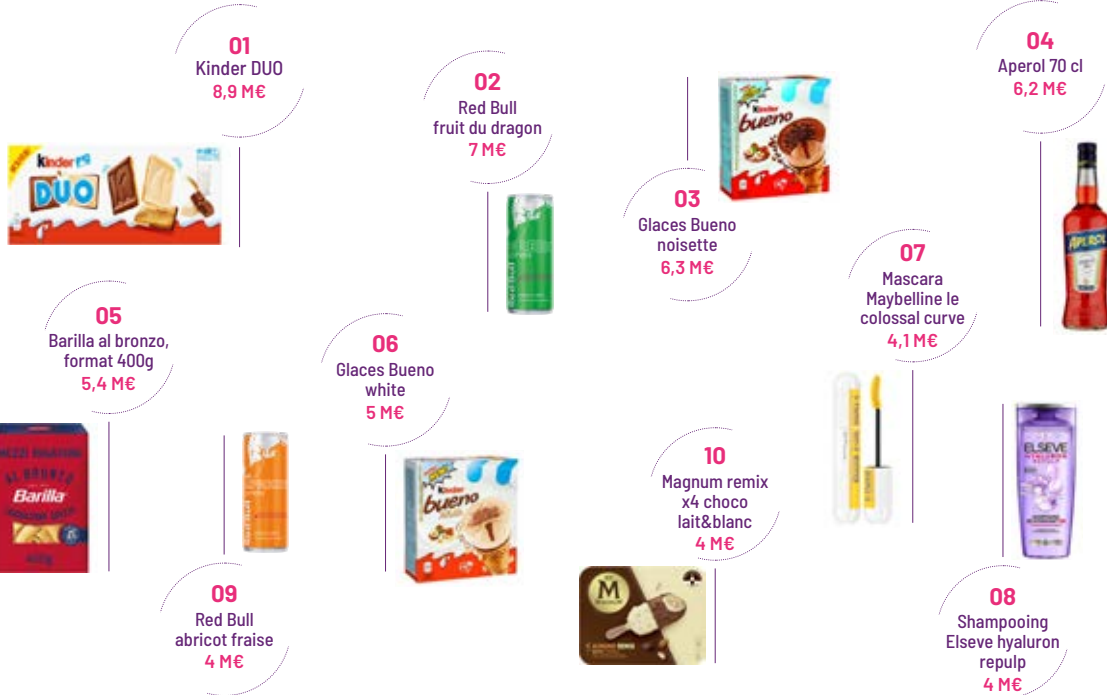 01
Kinder DUO
8,9 M€
02
Red Bull
fruit du dragon
7 M€
03
Glaces Bueno
noisette
6,3 M€
04
Aperol 70 cl
6,2 M€
05
Barilla al bronzo,
format 400g
5,4 M€
06
Glaces Bueno
white
5 M€
07
Mascara
Maybelline le
colossal curve
4,1 M€
08
Shampooing
Elseve hyaluron
repulp
4 M€
09
Red Bull
abricot fraise
4 M€
10
Magnum remix
x4 choco
lait&blanc
4 M€
kinder
DUO
Kinder
bueno
APEROL
AL BRONZO
Barilla
400g
Kinder
bueno
M
MAGNUM
ELSEVE